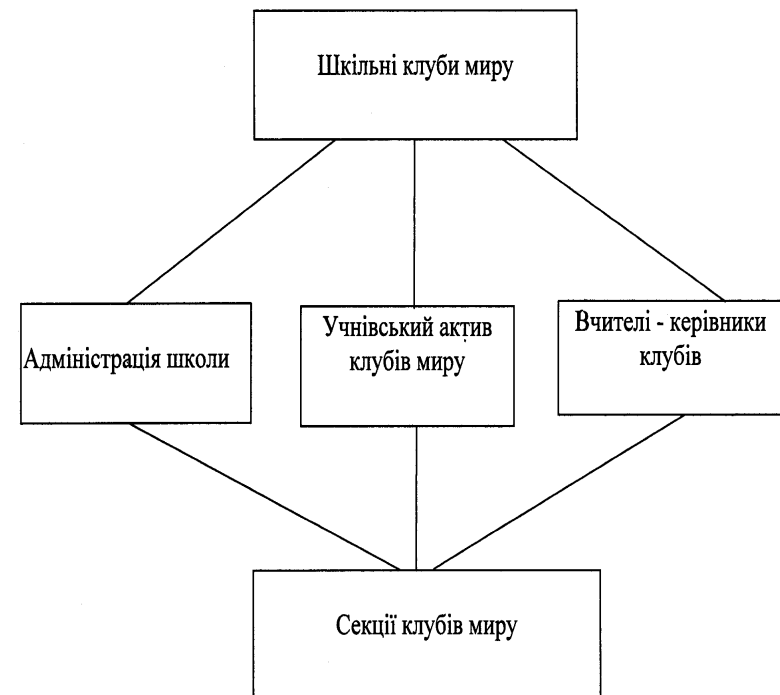 Шкільні клуби миру
Адміністрація школи
Учнівський актив
клубів миру
Вчителі - керівники
клубів
Секції клубів миру